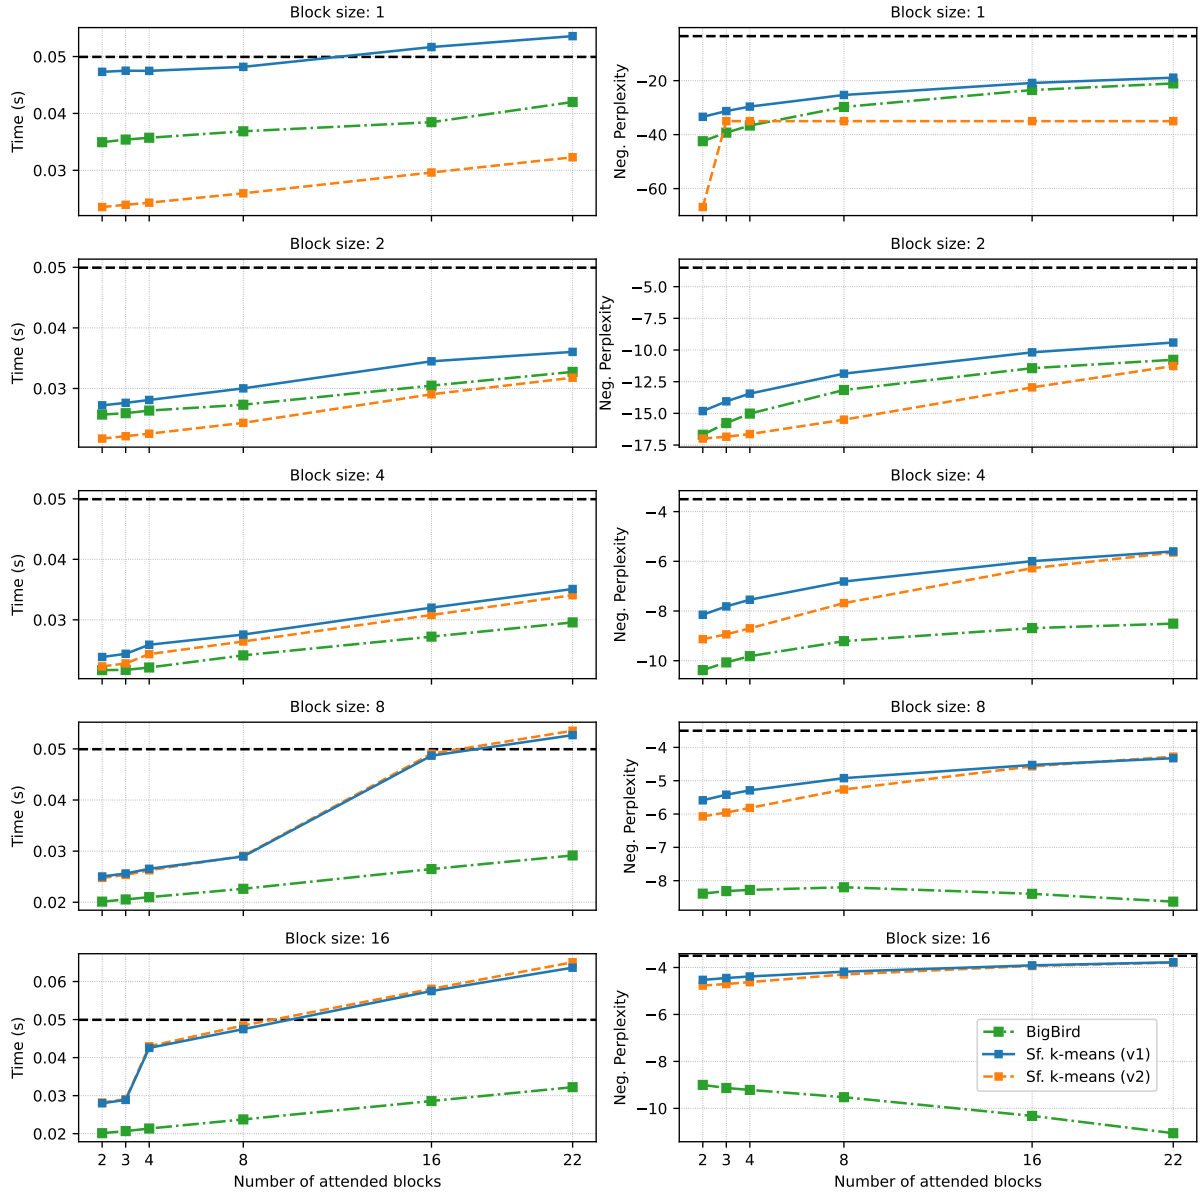 Block size: 1
Time (s)
0.05
0.04
0.03
Block size: 1
Neg. Perplexity
−20
−40
−60
Block size: 2
Time (s)
0.05
0.04
0.03
Block size: 2
Neg. Perplexity
−5.0
−7.5
−10.0
−12.5
−15.0
−17.5
Block size: 4
Time (s)
0.05
0.04
0.03
Block size: 4
Neg. Perplexity
−4
−6
−8
−10
Block size: 8
Time (s)
0.05
0.04
0.03
0.02
Block size: 8
Neg. Perplexity
−4
−5
−6
−7
−8
Block size: 16
Time (s)
0.06
0.05
0.04
0.03
0.02
2 3 4 8 16 22
Number of attended blocks
Block size: 16
Neg. Perplexity
−4
−6
−8
−10
BigBird
Sf. k-means (v1)
Sf. k-means (v2)
2 3 4 8 16 22
Number of attended blocks